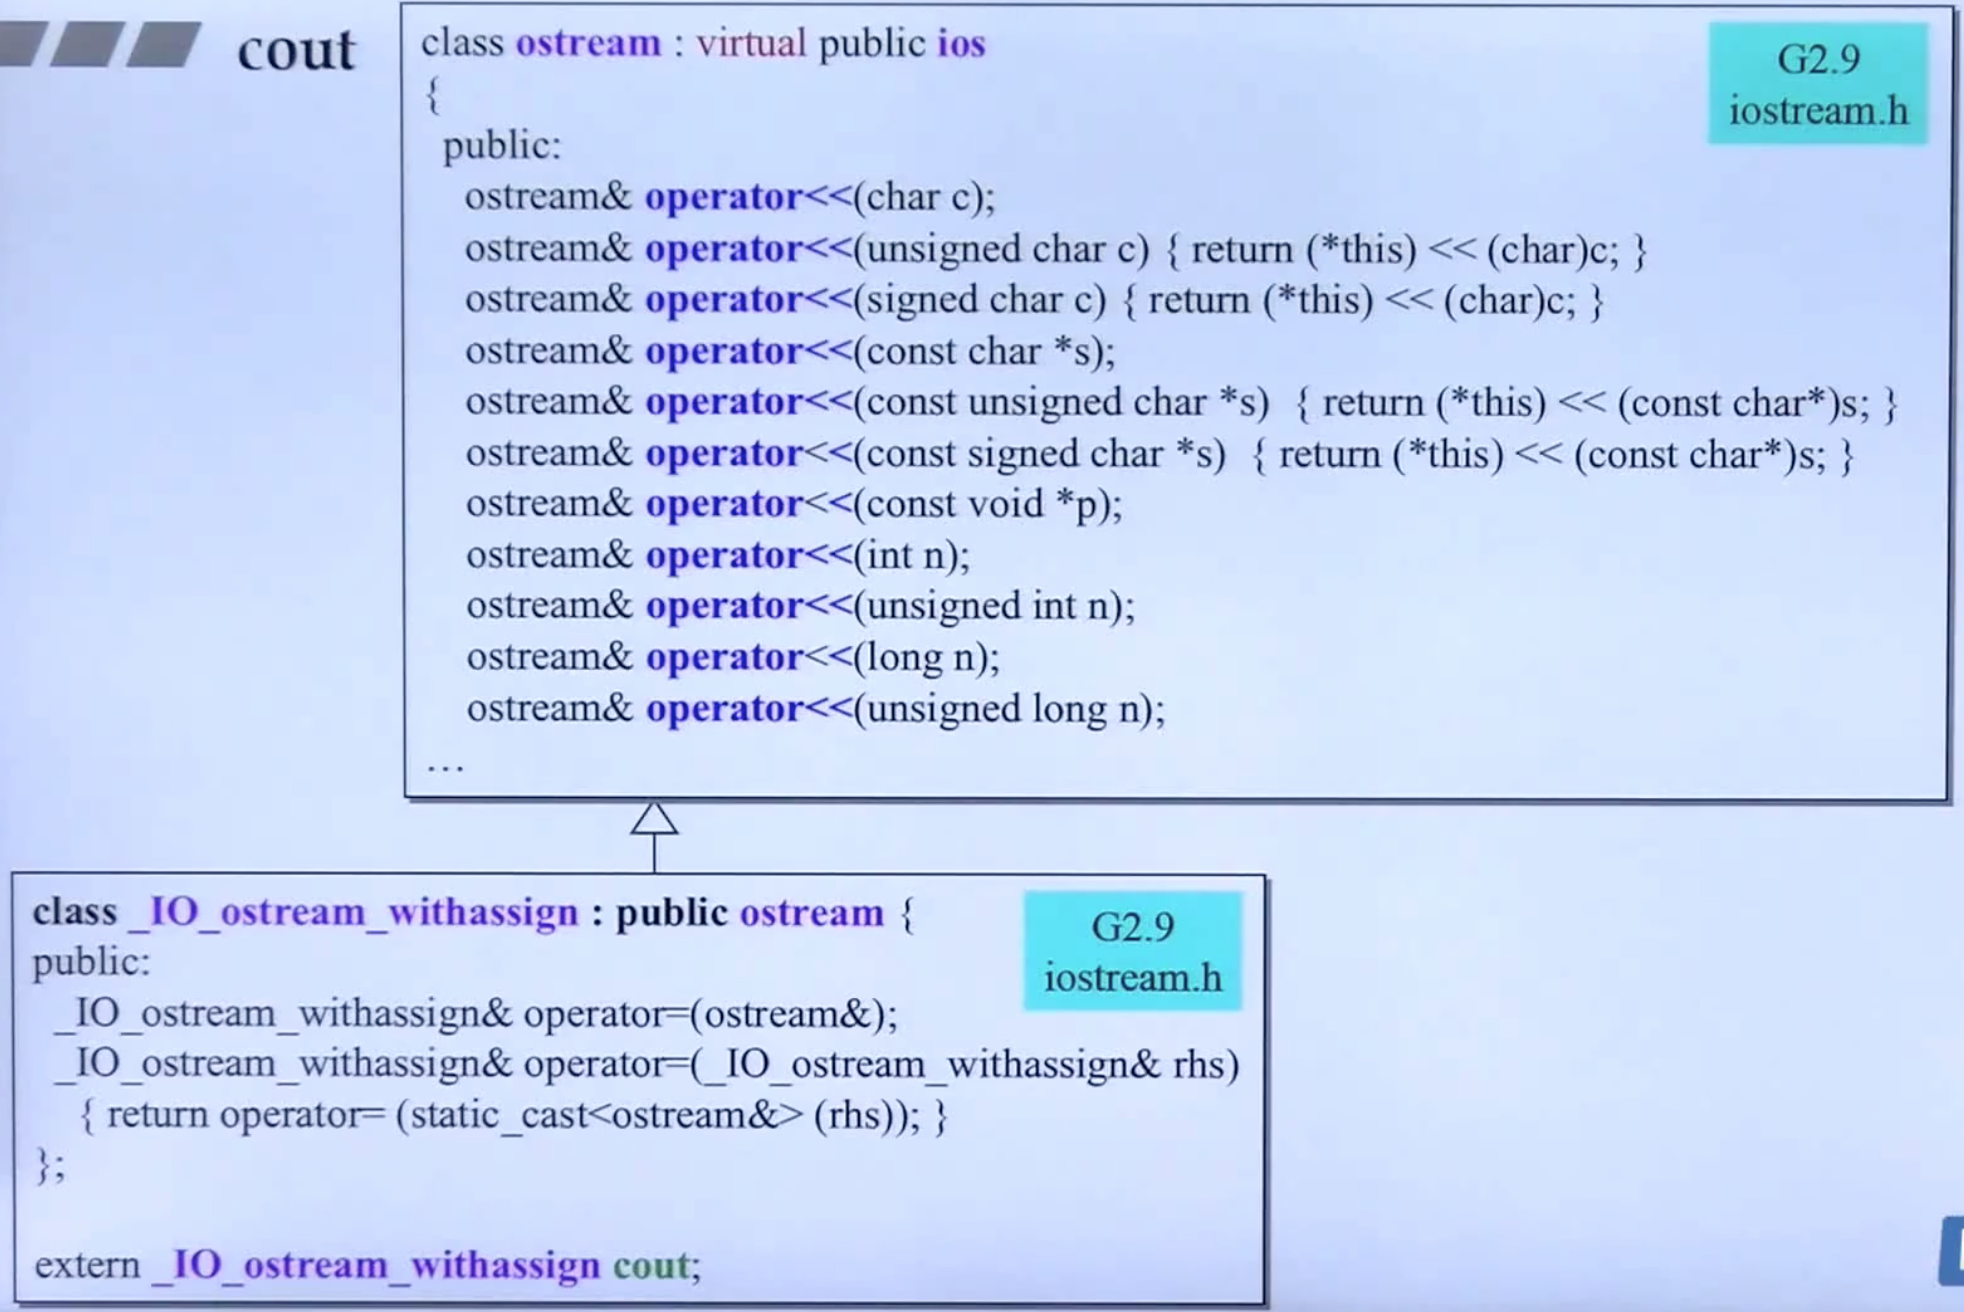 cout
class ostream : virtual public ios
G2.9
iostream.h
{
public:
ostream& operator<<(char c);
ostream& operator<<(unsigned char c) { return (*this) << (char)c; }
ostream& operator<<(signed char c) { return (*this) << (char)c; }
ostream& operator<<(const char *s);
ostream& operator<<(const unsigned char *s) { return (*this) << (const char*)s; }
ostream& operator<<(const signed char *s) { return (*this) << (const char*)s; }
ostream& operator<<(const void *p);
ostream& operator<<(int n);
ostream& operator<<(unsigned int n);
ostream& operator<<(long n);
ostream& operator<<(unsigned long n);
…
class _IO_ostream_withassign : public ostream {
G2.9
iostream.h
public:
_IO_ostream_withassign& operator=(ostream&);
_IO_ostream_withassign& operator=(_IO_ostream_withassign& rhs)
{ return operator= (static_cast<ostream&> (rhs)); }
};
extern _IO_ostream_withassign cout;